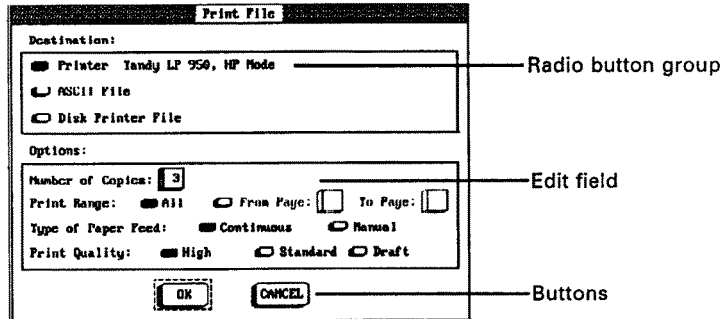 Print File
Destination:
Printer Tandy LP 950, HP Mode
Radio button group
ASCII File
Disk Printer File
Options:
Number of Copies: 3
Edit field
Print Range: All From Page: To Page:
Type of Paper Feed: Continuous Manual
Print Quality: High Standard Draft
OK CANCEL
Buttons